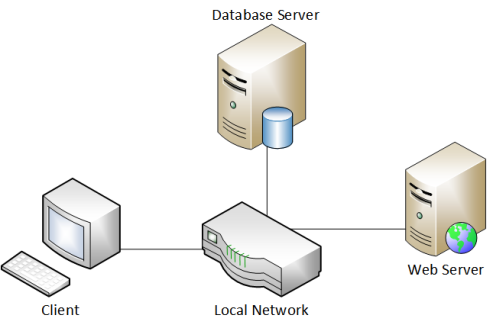 Database Server
Web Server
Client
Local Network